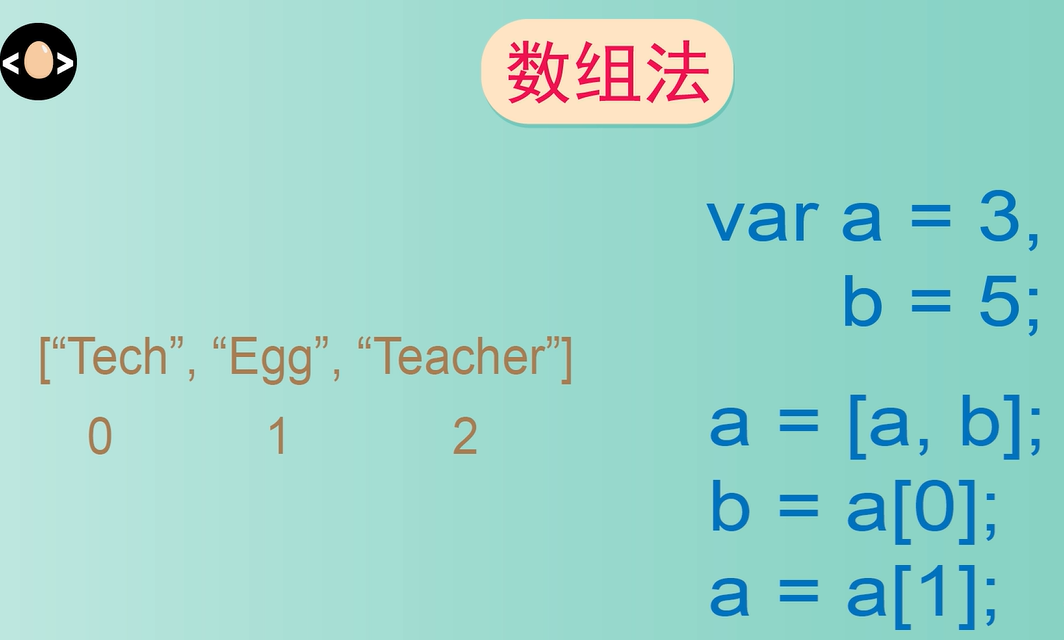 数组法
["Tech", "Egg", "Teacher"]
0 1 2
var a = 3,
b = 5;
a = [a, b];
b = a[0];
a = a[1];